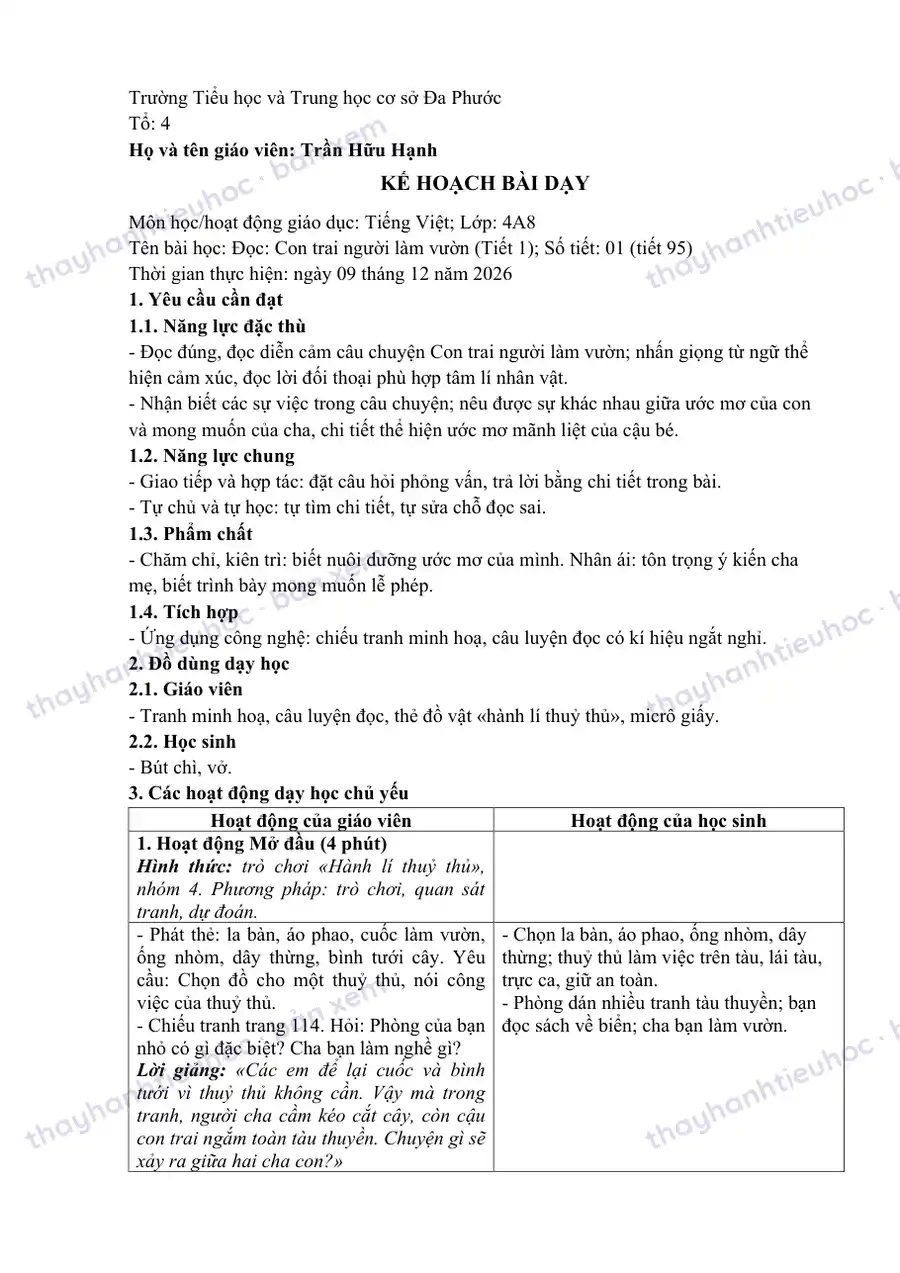 Trường Tiểu học và Trung học cơ sở Đa Phước
Tổ: 4
Họ và tên giáo viên: Trần Hữu Hạnh
KẾ HOẠCH BÀI DẠY
Môn học/hoạt động giáo dục: Tiếng Việt; Lớp: 4A8
Tên bài học: Đọc: Con trai người làm vườn (Tiết 1); Số tiết: 01 (tiết 95)
Thời gian thực hiện: ngày 09 tháng 12 năm 2026
1. Yêu cầu cần đạt
1.1. Năng lực đặc thù
- Đọc đúng, đọc diễn cảm câu chuyện Con trai người làm vườn; nhấn giọng từ ngữ thể
hiện cảm xúc, đọc lời đối thoại phù hợp tâm lí nhân vật.
- Nhận biết các sự việc trong câu chuyện; nêu được sự khác nhau giữa ước mơ của con
và mong muốn của cha, chi tiết thể hiện ước mơ mãnh liệt của cậu bé.
1.2. Năng lực chung
- Giao tiếp và hợp tác: đặt câu hỏi phỏng vấn, trả lời bằng chi tiết trong bài.
- Tự chủ và tự học: tự tìm chi tiết, tự sửa chỗ đọc sai.
1.3. Phẩm chất
- Chăm chỉ, kiên trì: biết nuôi dưỡng ước mơ của mình. Nhân ái: tôn trọng ý kiến cha
mẹ, biết trình bày mong muốn lễ phép.
1.4. Tích hợp
- Ứng dụng công nghệ: chiếu tranh minh hoạ, câu luyện đọc có kí hiệu ngắt nghỉ.
2. Đồ dùng dạy học
2.1. Giáo viên
- Tranh minh hoạ, câu luyện đọc, thẻ đồ vật «hành lí thuỷ thủ», micrô giấy.
2.2. Học sinh
- Bút chì, vở.
3. Các hoạt động dạy học chủ yếu
Hoạt động của giáo viên
Hoạt động của học sinh
1. Hoạt động Mở đầu (4 phút)
Hình thức: trò chơi «Hành lí thuỷ thủ»,
nhóm 4. Phương pháp: trò chơi, quan sát
tranh, dự đoán.
- Phát thẻ: la bàn, áo phao, cuốc làm vườn,
ống nhòm, dây thừng, bình tưới cây. Yêu
cầu: Chọn đồ cho một thuỷ thủ, nói công
việc của thuỷ thủ.
- Chiếu tranh trang 114. Hỏi: Phòng của bạn
nhỏ có gì đặc biệt? Cha bạn làm nghề gì?
Lời giảng: «Các em để lại cuốc và bình
tưới vì thuỷ thủ không cần. Vậy mà trong
tranh, người cha cầm kéo cắt cây, còn cậu
con trai ngắm toàn tàu thuyền. Chuyện gì sẽ
xảy ra giữa hai cha con?»
- Chọn la bàn, áo phao, ống nhòm, dây
thừng; thuỷ thủ làm việc trên tàu, lái tàu,
trực ca, giữ an toàn.
- Phòng dán nhiều tranh tàu thuyền; bạn
đọc sách về biển; cha bạn làm vườn.
thayhanhtieuhoc · bản xem
thayhanhtieuhoc · b
thayhanhtieuhoc · bản xem
thayhanhtieuhoc · b
thayhanhtieuhoc · bản xem
thayhanhtieuhoc · b